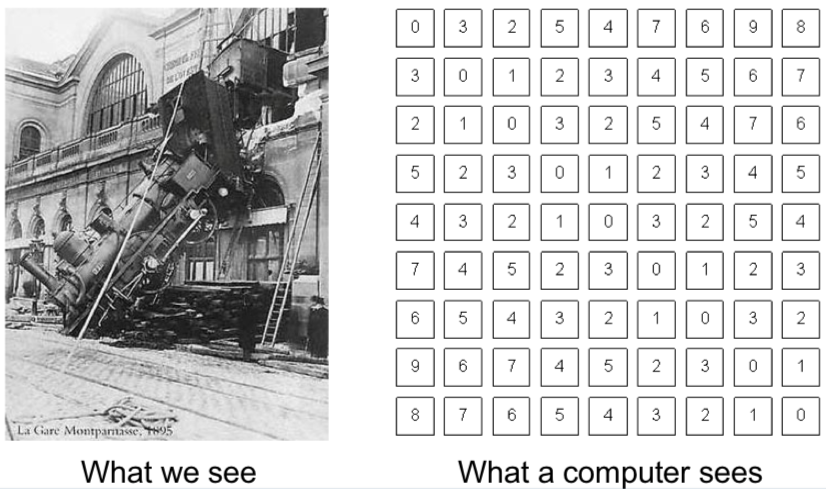 0 3 2 5 4 7 6 9 8
3 0 1 2 3 4 5 6 7
2 1 0 3 2 5 4 7 6
5 2 3 0 1 2 3 4 5
4 3 2 1 0 3 2 5 4
7 4 5 2 3 0 1 2 3
6 5 4 3 2 1 0 3 2
9 6 7 4 5 2 3 0 1
8 7 6 5 4 3 2 1 0
La Gare Montparnasse, 1895
What we see
What a computer sees